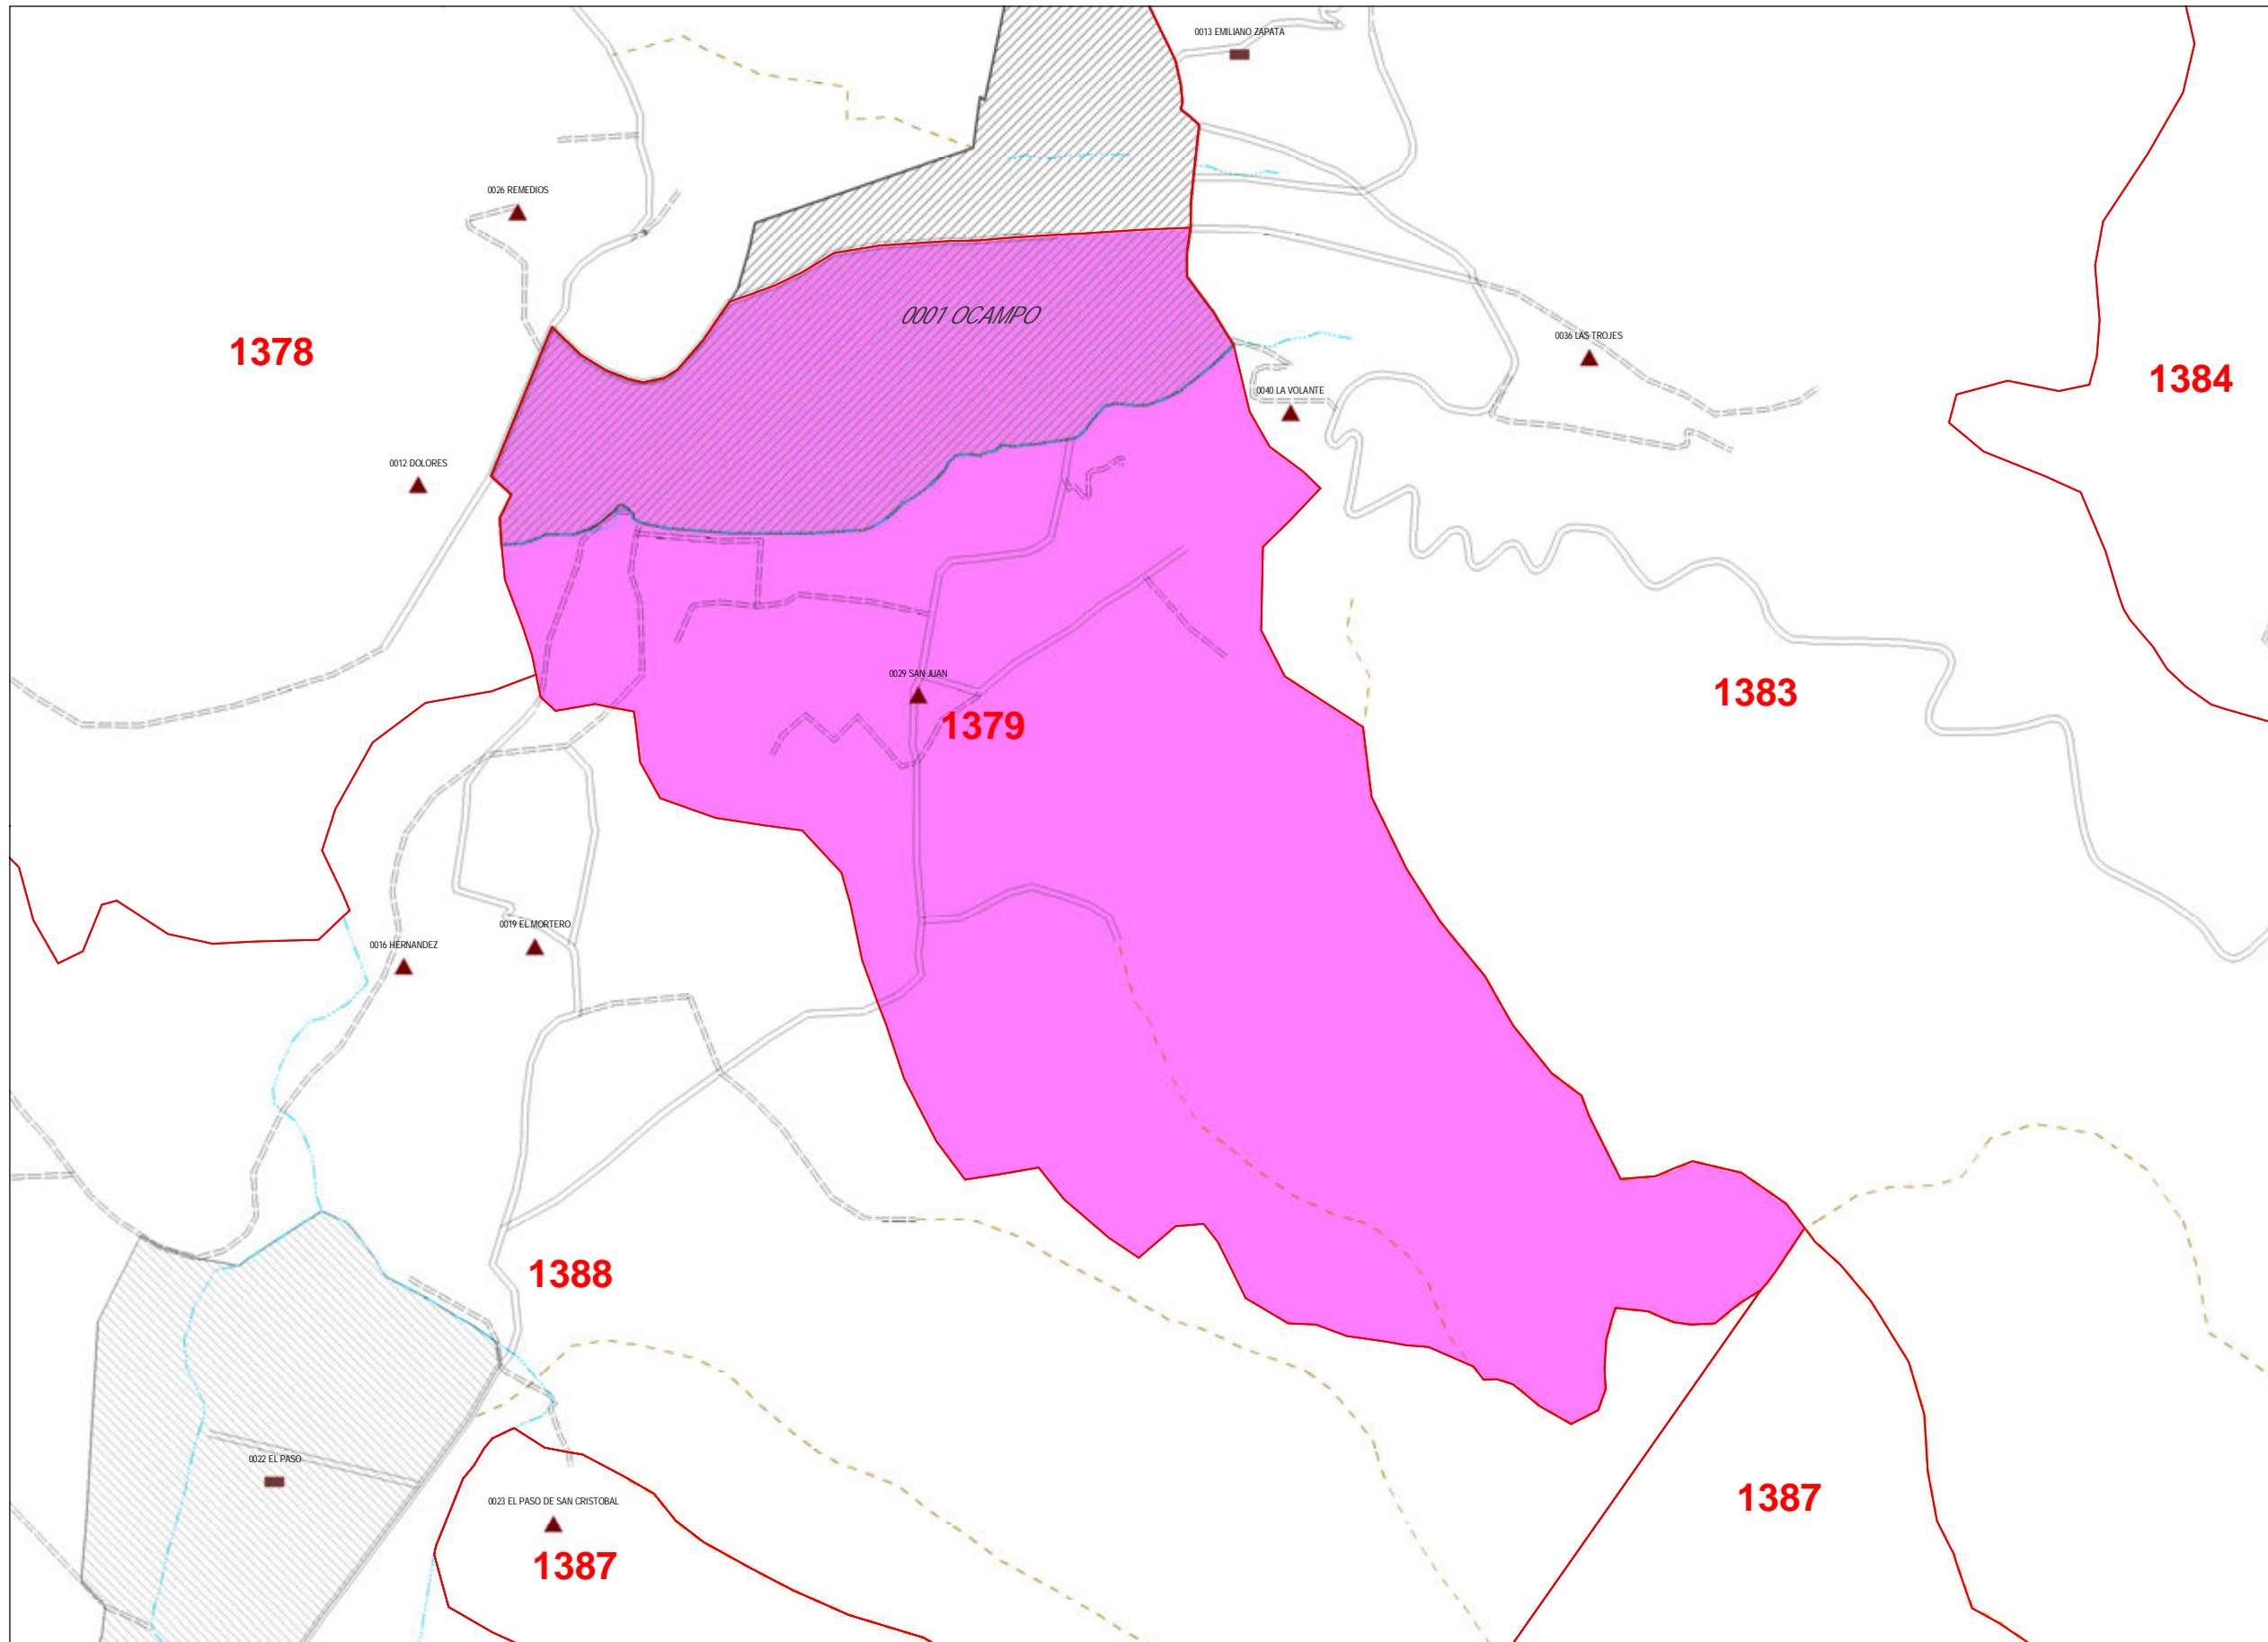 0013 EMILIANO ZAPATA
0026 REMEDIOS
0001 OCAMPO
0036 LAS TROJES
1378
1384
0040 LA VOLANTE
0012 DOLORES
0029 SAN JUAN
1383
1379
0019 EL MORTERO
0016 HERNANDEZ
1388
0022 EL PASO
1387
0023 EL PASO DE SAN CRISTOBAL
1387